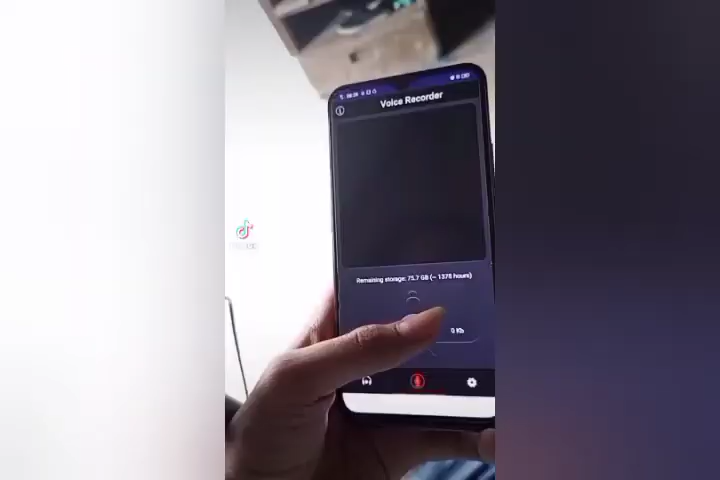 Voice Recorder
Remaining storage: 75.7 GB (~ 1378 hours)
0 Kb